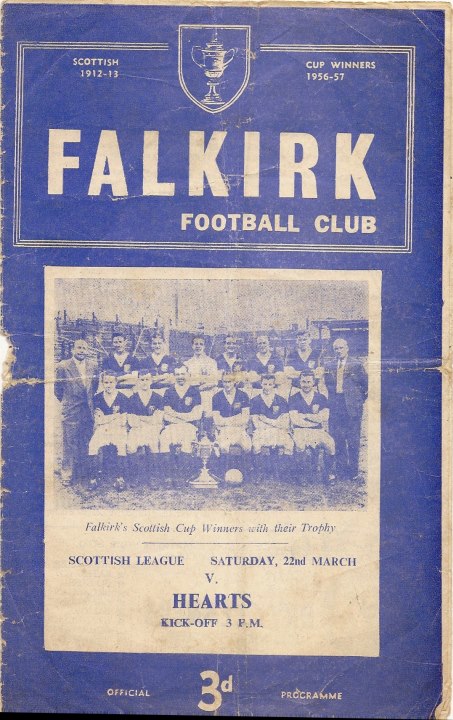 SCOTTISH CUP WINNERS
1912-13 1956-57
FALKIRK
FOOTBALL CLUB
Falkirk's Scottish Cup Winners with their Trophy
SCOTTISH LEAGUE SATURDAY, 22nd MARCH
V.
HEARTS
KICK-OFF 3 P.M.
OFFICIAL 3d PROGRAMME